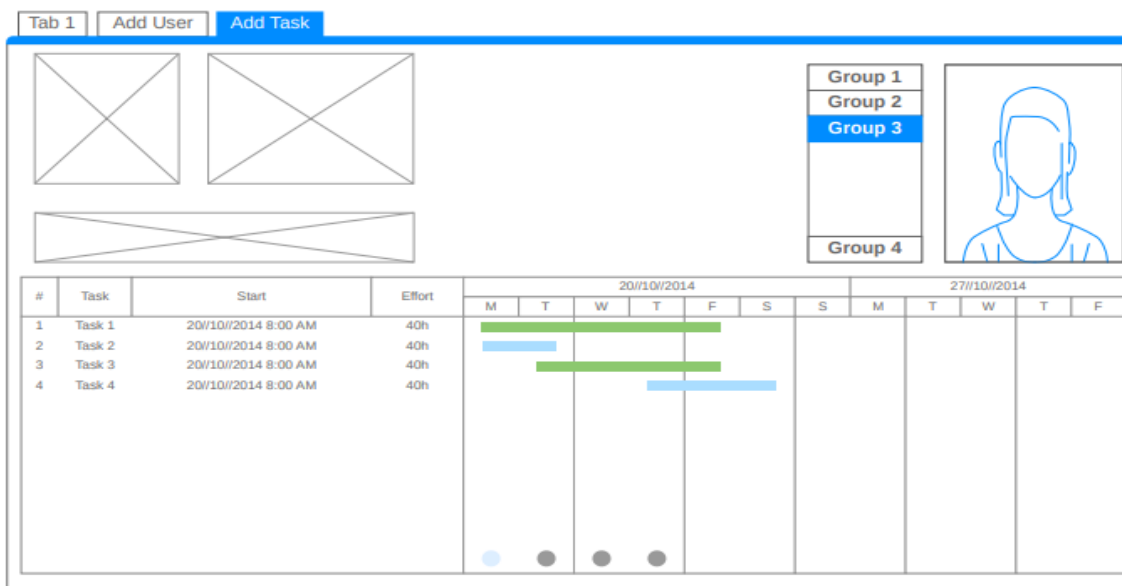 Tab 1 Add User Add Task
Group 1
Group 2
Group 3
Group 4
# Task Start Effort 20//10//2014 27//10//2014
M T W T F S S M T W T F
1 Task 1 20//10//2014 8:00 AM 40h
2 Task 2 20//10//2014 8:00 AM 40h
3 Task 3 20//10//2014 8:00 AM 40h
4 Task 4 20//10//2014 8:00 AM 40h